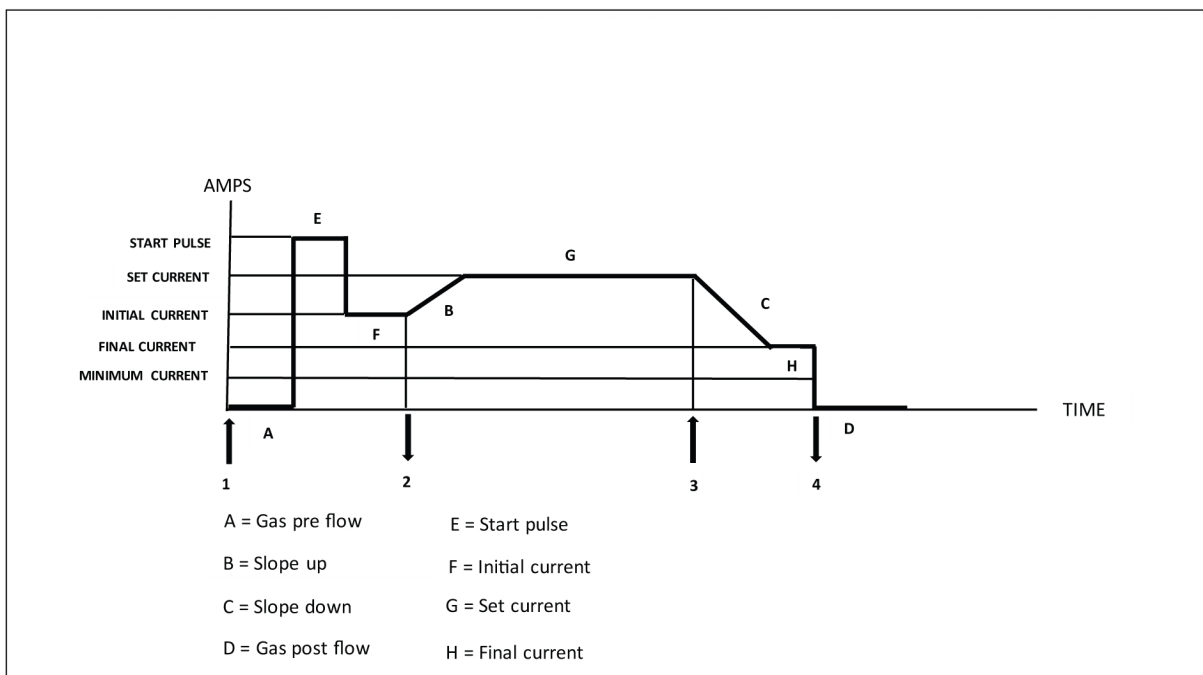 AMPS
E
START PULSE
SET CURRENT
G
INITIAL CURRENT
B
C
F
FINAL CURRENT
H
MINIMUM CURRENT
TIME
A
D
1
2
3
4
A = Gas pre flow
E = Start pulse
B = Slope up
F = Initial current
C = Slope down
G = Set current
D = Gas post flow
H = Final current